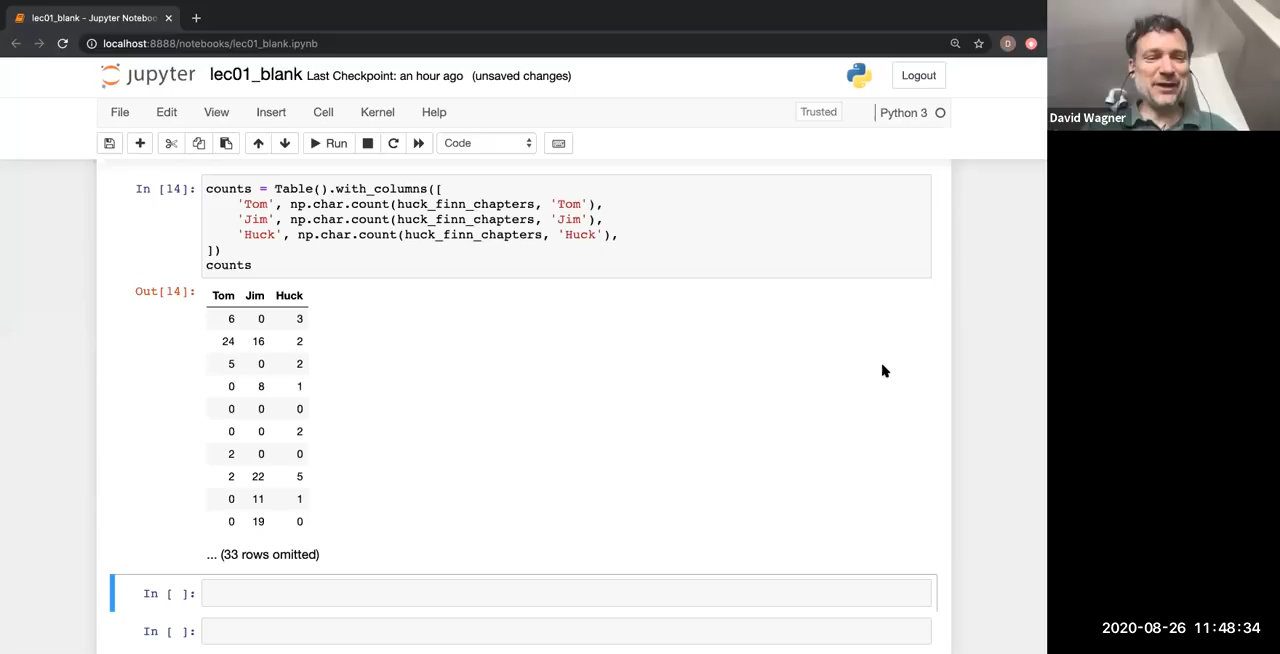 lec01_blank - Jupyter Noteboo
localhost:8888/notebooks/lec01_blank.ipynb
D
jupyter lec01_blank Last Checkpoint: an hour ago (unsaved changes)
Logout
File Edit View Insert Cell Kernel Help
Trusted
Python 3
Run
Code
David Wagner
In [14]:
counts = Table().with_columns([
'Tom', np.char.count(huck_finn_chapters, 'Tom'),
'Jim', np.char.count(huck_finn_chapters, 'Jim'),
'Huck', np.char.count(huck_finn_chapters, 'Huck'),
])
counts
Out[14]:
Tom Jim Huck
6 0 3
24 16 2
5 0 2
0 8 1
0 0 0
0 0 2
2 0 0
2 22 5
0 11 1
0 19 0
... (33 rows omitted)
In [ ]:
In [ ]:
2020-08-26 11:48:34